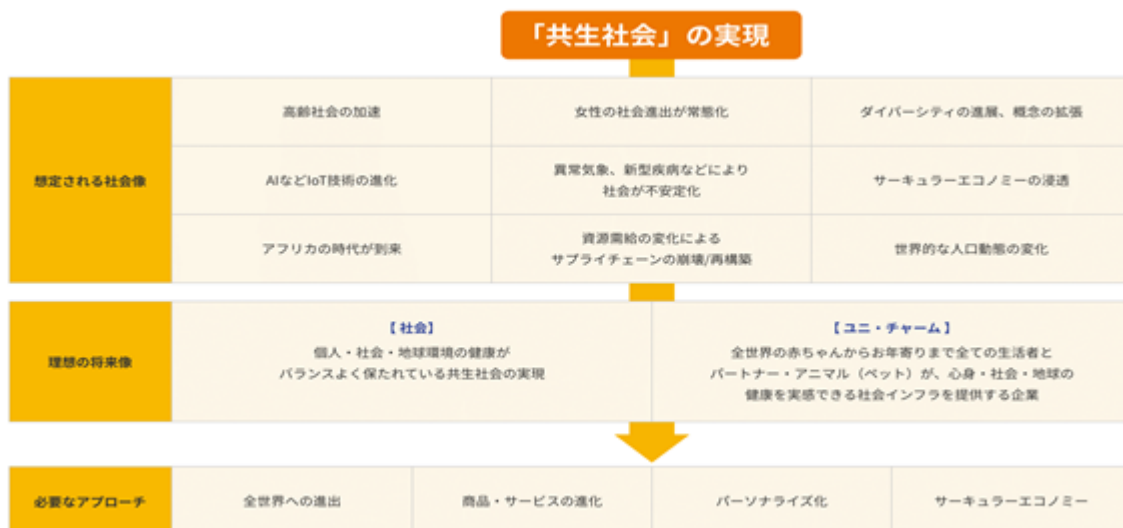 「共生社会」の実現
想定される社会像
高齢社会の加速
女性の社会進出が常態化
ダイバーシティの進展、概念の拡張
AIなどIoT技術の進化
異常気象、新型疾病などにより
社会が不安定化
サーキュラーエコノミーの浸透
アフリカの時代が到来
資源需給の変化による
サプライチェーンの崩壊/再構築
世界的な人口動態の変化
理想の将来像
【社会】
個人・社会・地球環境の健康が
バランスよく保たれている共生社会の実現
【ユニ・チャーム】
全世界の赤ちゃんからお年寄りまで全ての生活者と
パートナー・アニマル（ペット）が、心身・社会・地球の
健康を実感できる社会インフラを提供する企業
必要なアプローチ
全世界への進出
商品・サービスの進化
パーソナライズ化
サーキュラーエコノミー